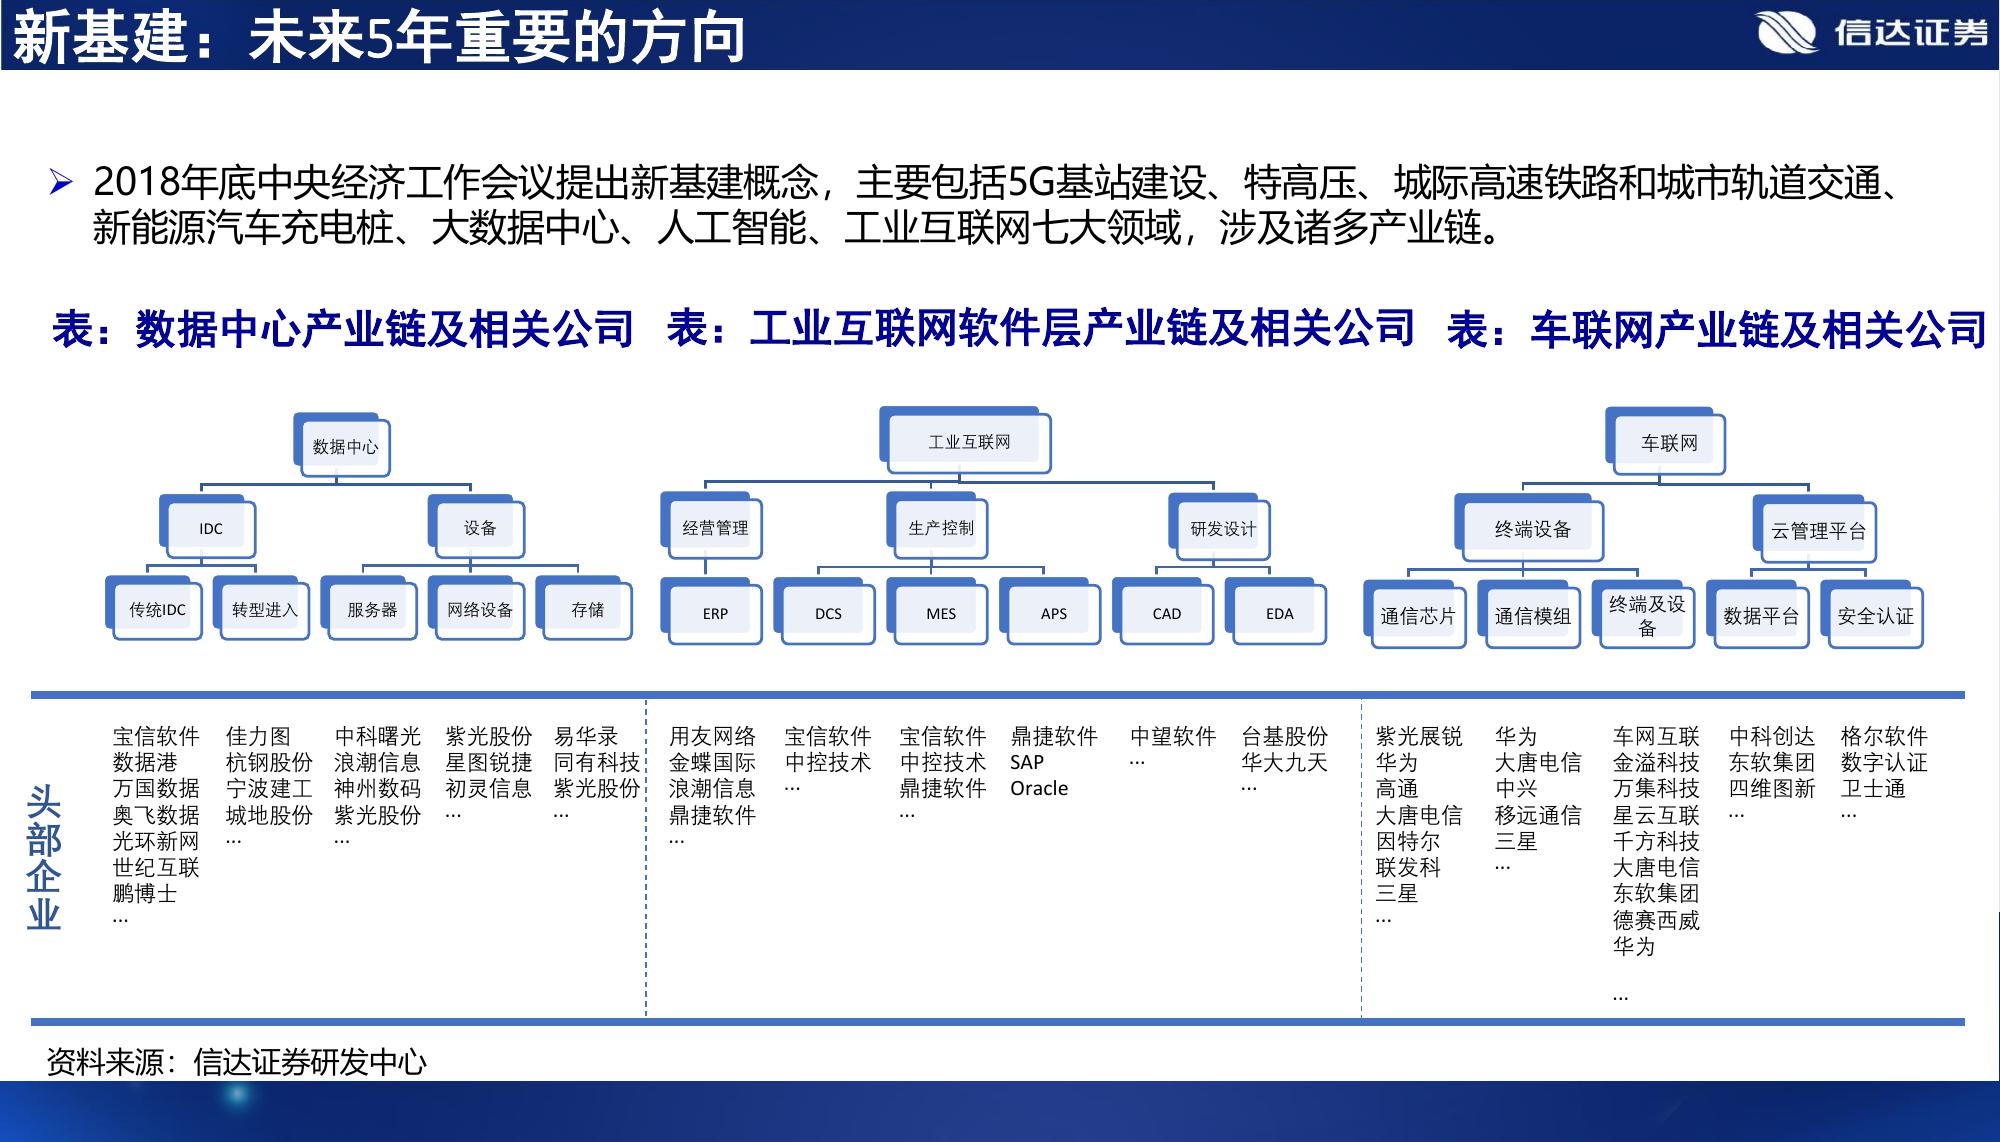 新基建：未来5年重要的方向
信达证券
2018年底中央经济工作会议提出新基建概念，主要包括5G基站建设、特高压、城际高速铁路和城市轨道交通、
新能源汽车充电桩、大数据中心、人工智能、工业互联网七大领域，涉及诸多产业链。
表：数据中心产业链及相关公司
表：工业互联网软件层产业链及相关公司
表：车联网产业链及相关公司
数据中心
IDC
设备
传统IDC
转型进入
服务器
网络设备
存储
工业互联网
经营管理
生产控制
研发设计
ERP
DCS
MES
APS
CAD
EDA
车联网
终端设备
云管理平台
通信芯片
通信模组
终端及设
备
数据平台
安全认证
头部企业
宝信软件
数据港
万国数据
奥飞数据
光环新网
世纪互联
鹏博士
…
佳力图
杭钢股份
宁波建工
城地股份
…
中科曙光
浪潮信息
神州数码
紫光股份
…
紫光股份
星图锐捷
初灵信息
…
易华录
同有科技
紫光股份
…
用友网络
金蝶国际
浪潮信息
鼎捷软件
…
宝信软件
中控技术
…
宝信软件
中控技术
鼎捷软件
…
鼎捷软件
SAP
Oracle
中望软件
…
台基股份
华大九天
…
紫光展锐
华为
高通
大唐电信
因特尔
联发科
三星
…
华为
大唐电信
中兴
移远通信
三星
…
车网互联
金溢科技
万集科技
星云互联
千方科技
大唐电信
东软集团
德赛西威
华为
…
中科创达
东软集团
四维图新
…
格尔软件
数字认证
卫士通
…
资料来源：信达证券研发中心